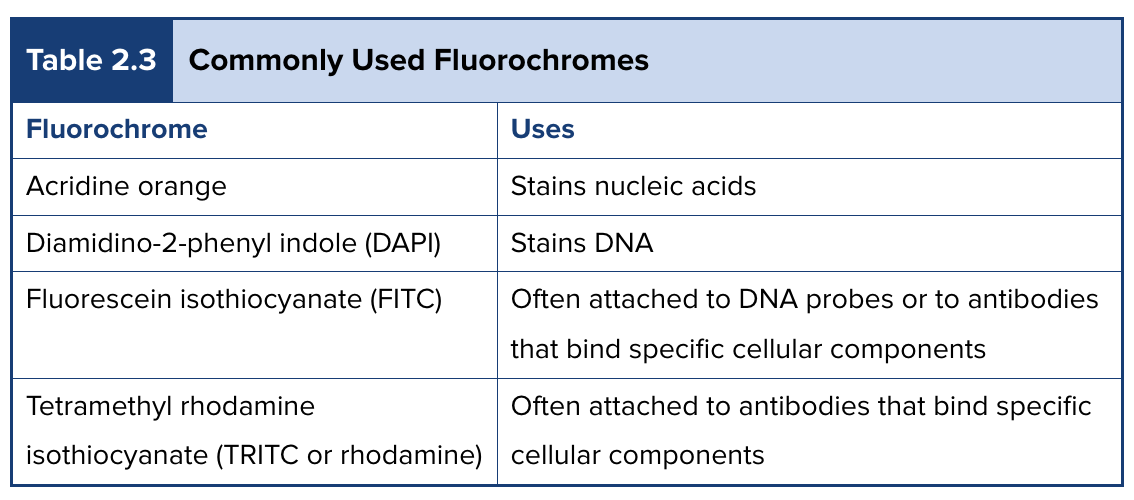 Table 2.3 Commonly Used Fluorochromes
Fluorochrome Uses
Acridine orange Stains nucleic acids
Diamidino-2-phenyl indole (DAPI) Stains DNA
Fluorescein isothiocyanate (FITC) Often attached to DNA probes or to antibodies
that bind specific cellular components
Tetramethyl rhodamine Often attached to antibodies that bind specific
isothiocyanate (TRITC or rhodamine) cellular components